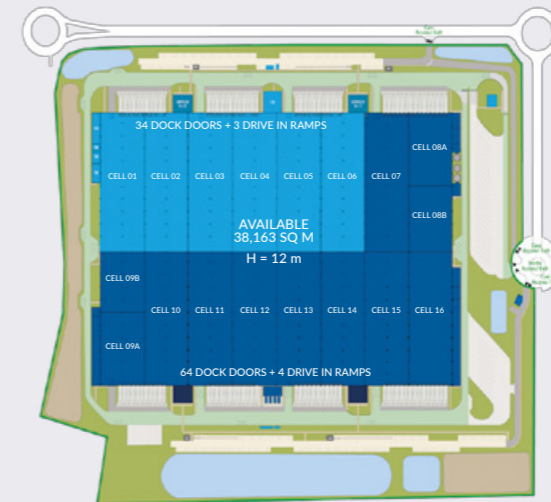 34 DOCK DOORS + 3 DRIVE IN RAMPS
CELL 01
CELL 02
CELL 03
CELL 04
CELL 05
CELL 06
CELL 07
CELL 08A
CELL 08B
AVAILABLE
38,163 SQ M
H = 12 m
CELL 09B
CELL 09A
CELL 10
CELL 11
CELL 12
CELL 13
CELL 14
CELL 15
CELL 16
64 DOCK DOORS + 4 DRIVE IN RAMPS